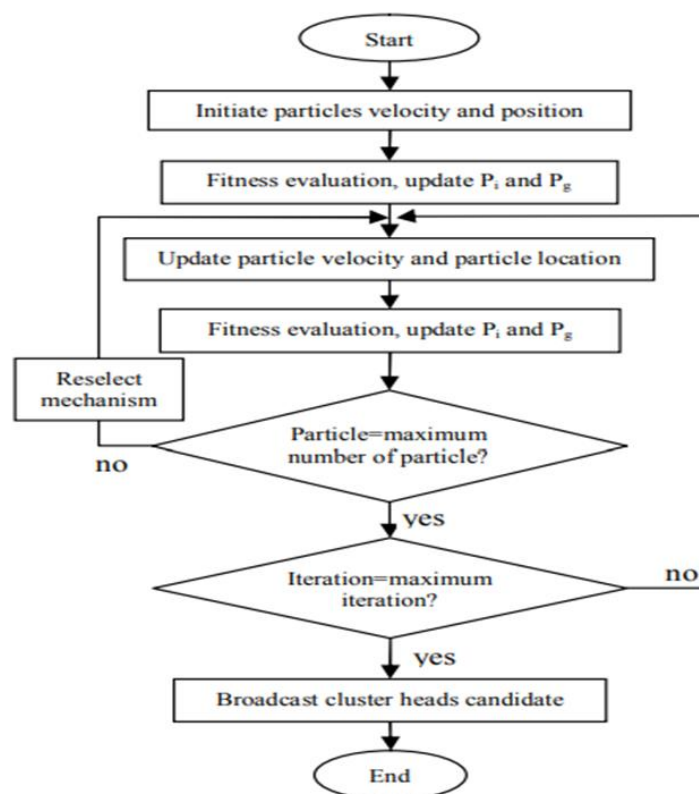 Start
Initiate particles velocity and position
Fitness evaluation, update Pi and Pg
Update particle velocity and particle location
Fitness evaluation, update Pi and Pg
Reselect
mechanism
Particle=maximum
number of particle?
no
yes
Iteration=maximum
iteration?
no
yes
Broadcast cluster heads candidate
End